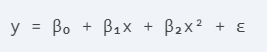 y = β₀ + β₁x + β₂x² + ε